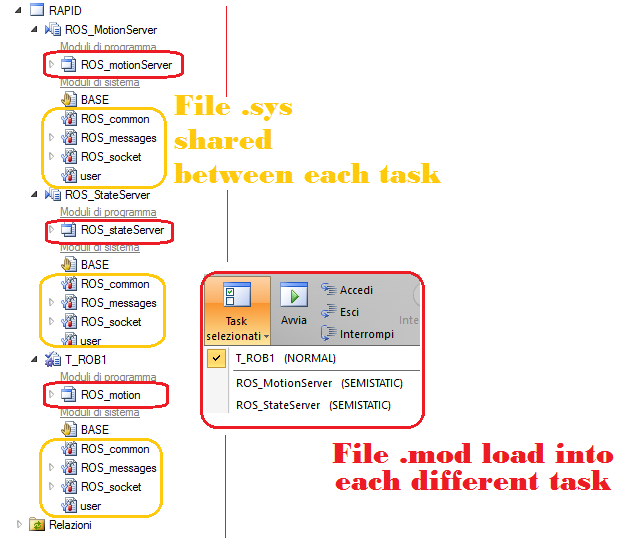 RAPID
ROS_MotionServer
Moduli di programma
ROS_motionServer
Moduli di sistema
BASE
ROS_common
ROS_messages
ROS_socket
user
File .sys
shared
between each task
ROS_StateServer
Moduli di programma
ROS_stateServer
Moduli di sistema
BASE
ROS_common
ROS_messages
ROS_socket
user
T_ROB1
Moduli di programma
ROS_motion
Moduli di sistema
BASE
ROS_common
ROS_messages
ROS_socket
user
Relazioni
Task
selezionati
Avvia
Accedi
Esci
Interrompi
Inte
T_ROB1 (NORMAL)
ROS_MotionServer (SEMISTATIC)
ROS_StateServer (SEMISTATIC)
File .mod load into
each different task